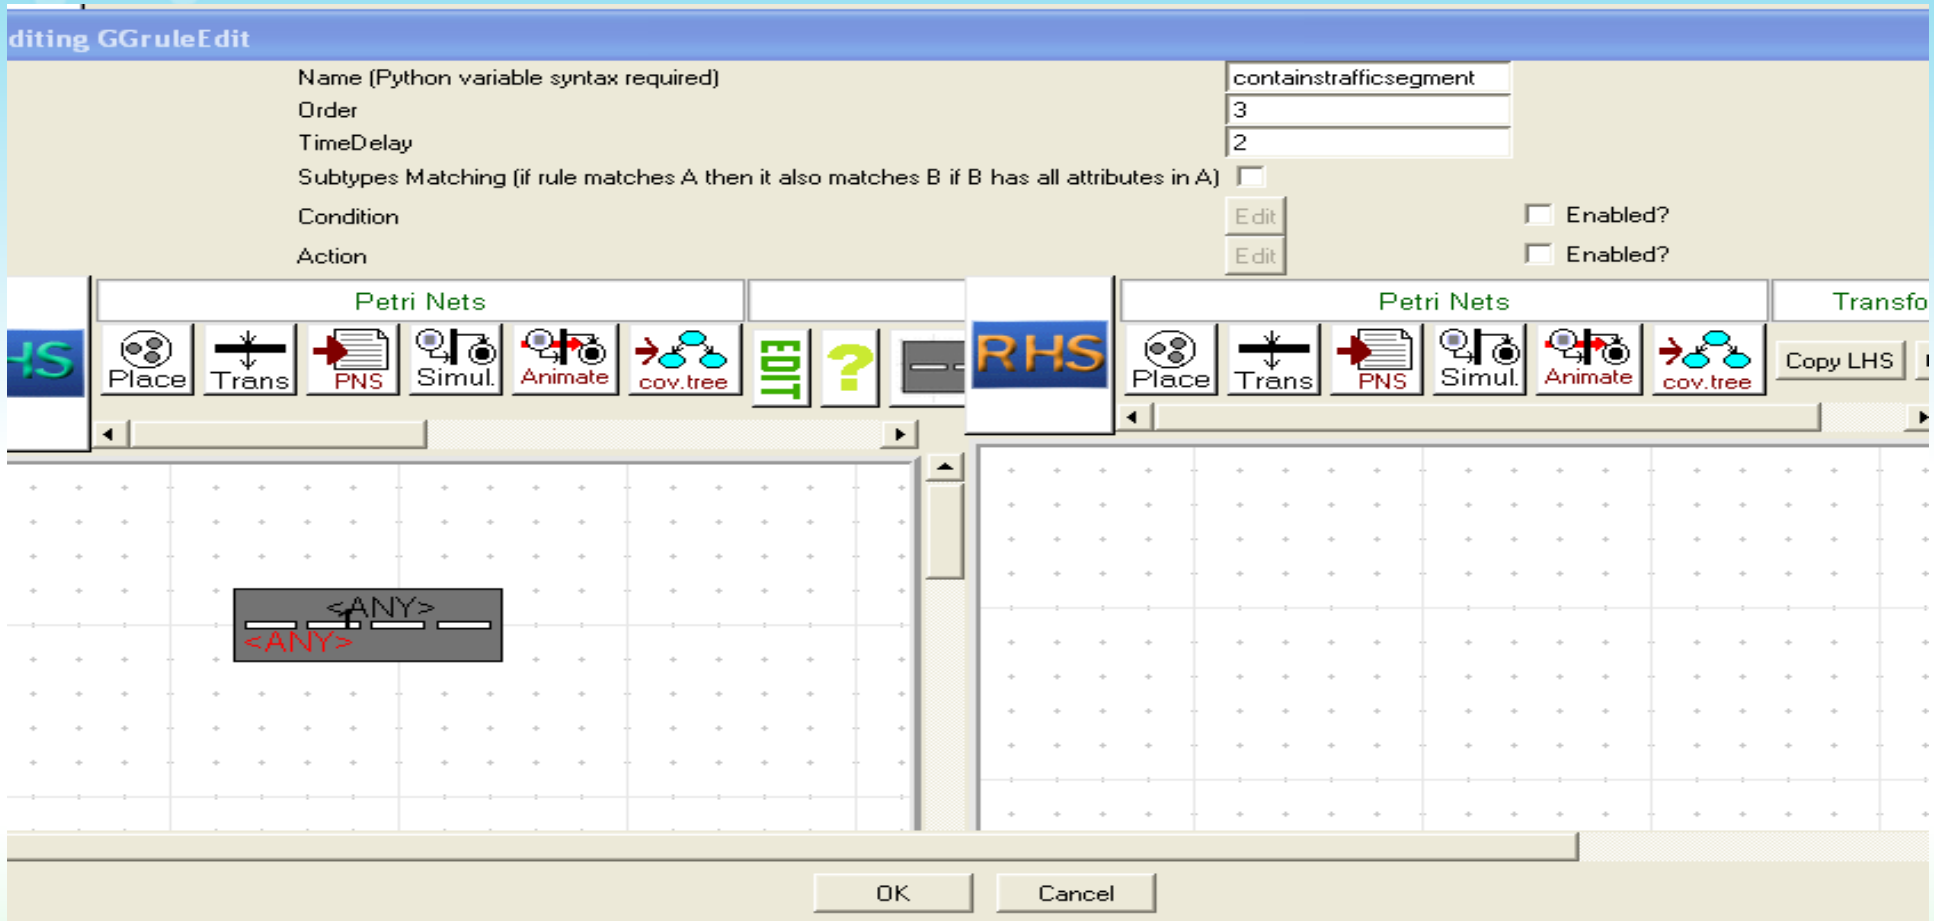 diting GGruleEdit
Name (Python variable syntax required) containstrafficsegment
Order 3
TimeDelay 2
Subtypes Matching (if rule matches A then it also matches B if B has all attributes in A)
Condition Edit Enabled?
Action Edit Enabled?
Petri Nets Petri Nets Transfo
HS Place Trans PNS Simul. Animate cov.tree EDIT ? RHS Place Trans PNS Simul. Animate cov.tree Copy LHS
<ANY>
1
<ANY>
OK Cancel